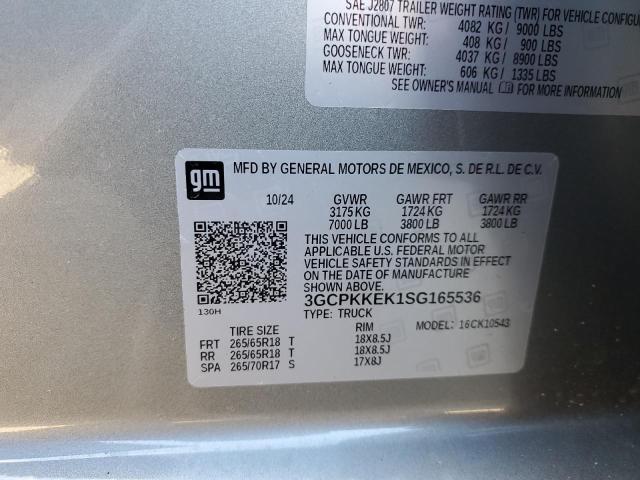 SAE J2807 TRAILER WEIGHT RATING (TWR) FOR VEHICLE CONFIGU
CONVENTIONAL TWR: 4082 KG / 9000 LBS
MAX TONGUE WEIGHT: 408 KG / 900 LBS
GOOSENECK TWR: 4037 KG / 8900 LBS
MAX TONGUE WEIGHT: 606 KG / 1335 LBS
SEE OWNER'S MANUAL FOR MORE INFORMATION
gm MFD BY GENERAL MOTORS DE MEXICO, S. DE R.L. DE C.V.
10/24 GVWR GAWR FRT GAWR RR
3175 KG 1724 KG 1724 KG
7000 LB 3800 LB 3800 LB
THIS VEHICLE CONFORMS TO ALL
APPLICABLE U.S. FEDERAL MOTOR
VEHICLE SAFETY STANDARDS IN EFFECT
ON THE DATE OF MANUFACTURE
SHOWN ABOVE.
3GCPKKEK1SG165536
130H TYPE: TRUCK MODEL: 16CK10543
TIRE SIZE RIM
FRT 265/65R18 T 18X8.5J
RR 265/65R18 T 18X8.5J
SPA 265/70R17 S 17X8J